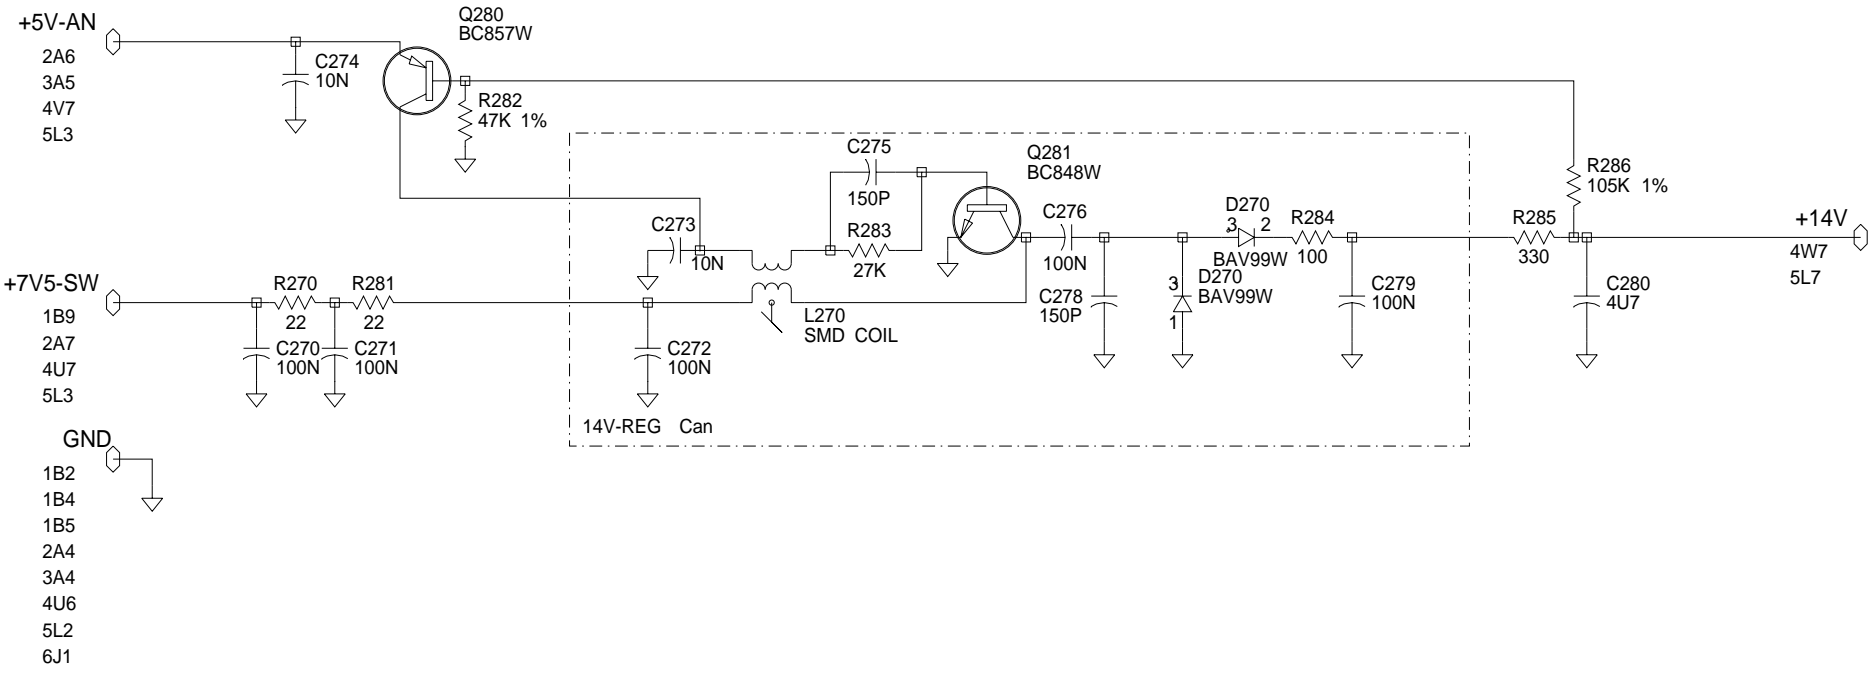 +5V-AN
2A6
3A5
4V7
5L3
C274
10N
Q280
BC857W
R282
47K 1%
C275
150P
R283
27K
Q281
BC848W
C273
10N
C276
100N
D270
3 2
BAV99W
R284
100
R285
330
R286
105K 1%
+14V
4W7
5L7
+7V5-SW
1B9
2A7
4U7
5L3
R270
22
R281
22
C270
100N
C271
100N
C272
100N
L270
SMD COIL
C278
150P
3
1
D270
BAV99W
C279
100N
C280
4U7
14V-REG Can
GND
1B2
1B4
1B5
2A4
3A4
4U6
5L2
6J1